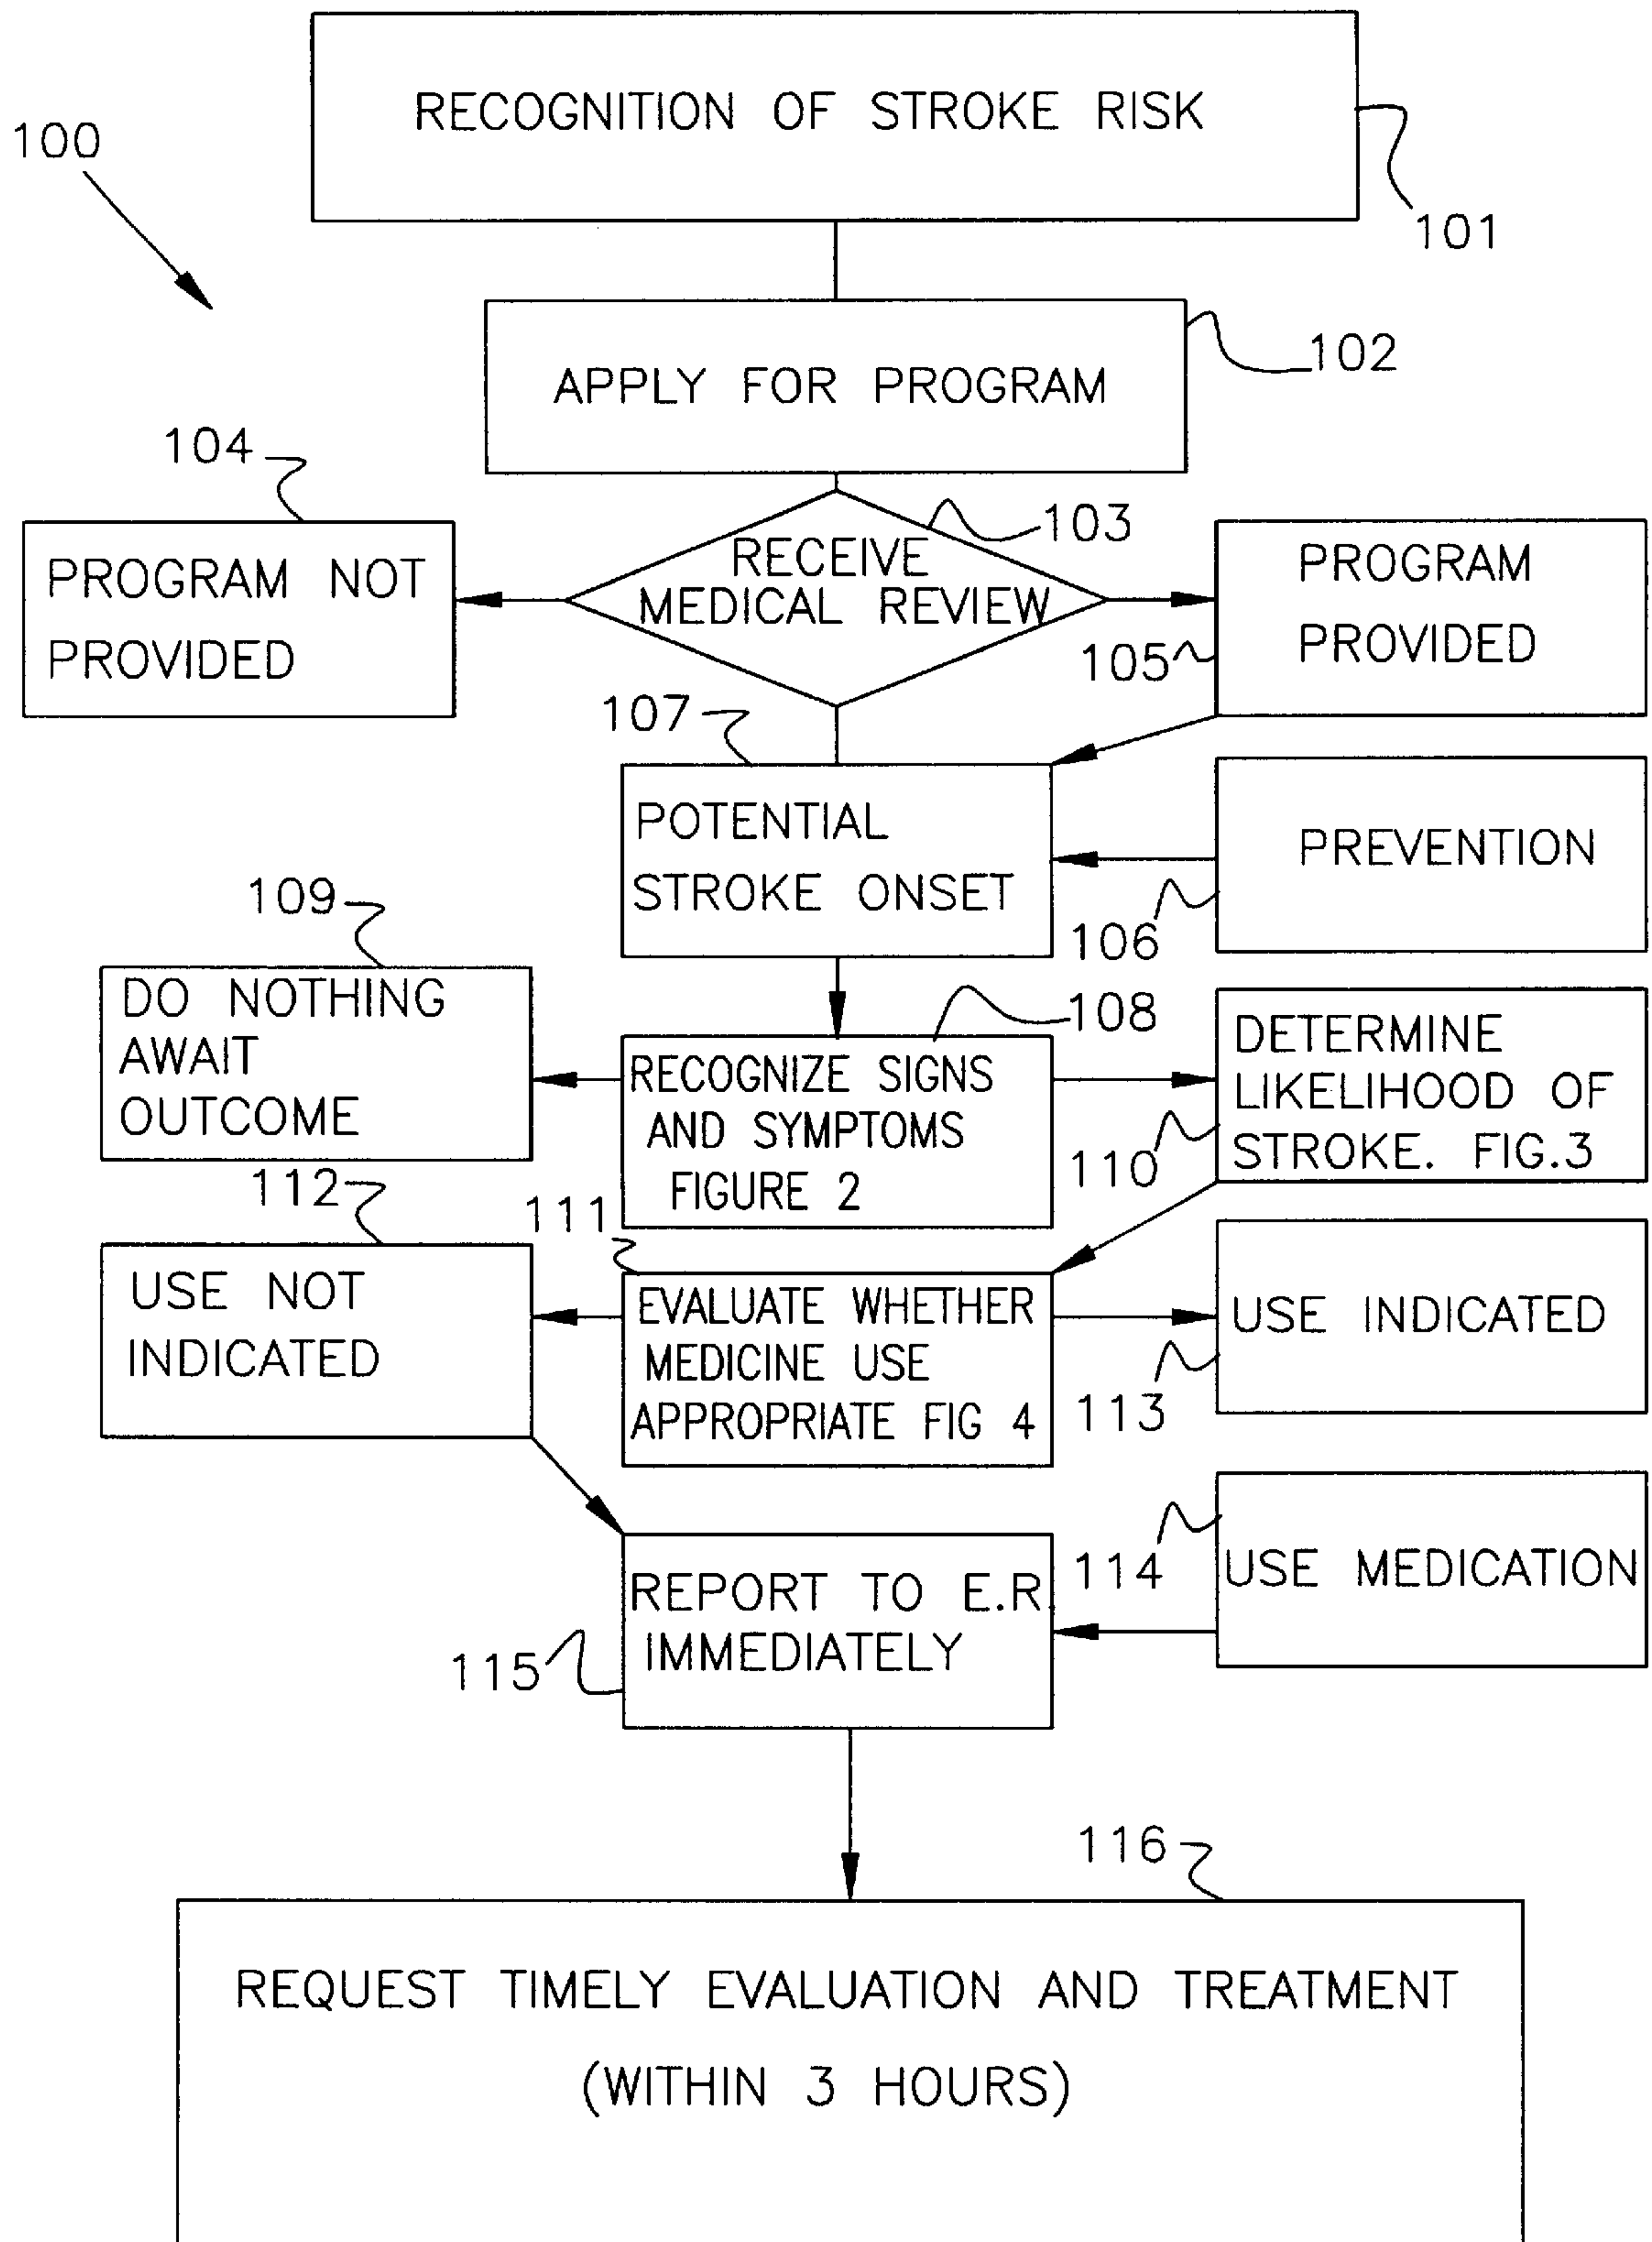 RECOGNITION OF STROKE RISK
100
101
APPLY FOR PROGRAM
102
104
103
PROGRAM NOT
PROVIDED
RECEIVE
MEDICAL REVIEW
PROGRAM
PROVIDED
105
107
POTENTIAL
STROKE ONSET
PREVENTION
106
109
DO NOTHING
AWAIT
OUTCOME
108
RECOGNIZE SIGNS
AND SYMPTOMS
FIGURE 2
DETERMINE
LIKELIHOOD OF
STROKE. FIG.3
110
112
111
USE NOT
INDICATED
EVALUATE WHETHER
MEDICINE USE
APPROPRIATE FIG 4
USE INDICATED
113
REPORT TO E.R
IMMEDIATELY
115
114
USE MEDICATION
116
REQUEST TIMELY EVALUATION AND TREATMENT
(WITHIN 3 HOURS)